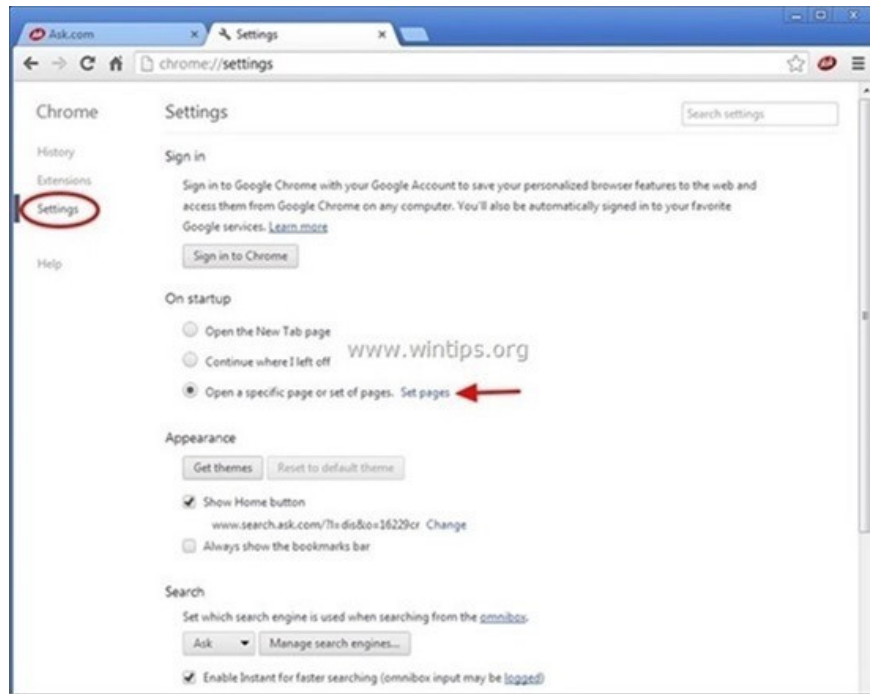 Ask.com
Settings
chrome://settings
Chrome
Settings
Search settings
History
Extensions
Settings
Help
Sign in
Sign in to Google Chrome with your Google Account to save your personalized browser features to the web and
access them from Google Chrome on any computer. You'll also be automatically signed in to your favorite
Google services. Learn more
Sign in to Chrome
On startup
Open the New Tab page
Continue where I left off
www.wintips.org
Open a specific page or set of pages. Set pages
Appearance
Get themes Reset to default theme
Show Home button
www.search.ask.com/?l=dis&o=16229cr Change
Always show the bookmarks bar
Search
Set which search engine is used when searching from the omnibox.
Ask Manage search engines...
Enable Instant for faster searching (omnibox input may be logged)